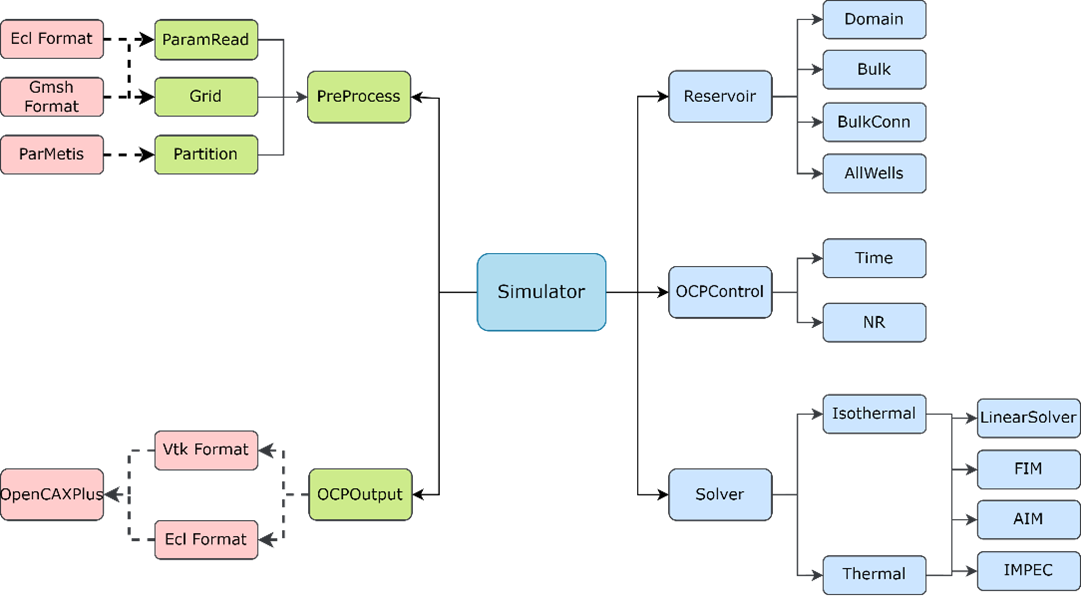 Ecl Format
Gmsh
Format
ParMetis
ParamRead
Grid
Partition
PreProcess
Simulator
OCPOutput
Vtk Format
Ecl Format
OpenCAXPlus
Reservoir
Domain
Bulk
BulkConn
AllWells
OCPControl
Time
NR
Solver
Isothermal
Thermal
LinearSolver
FIM
AIM
IMPEC